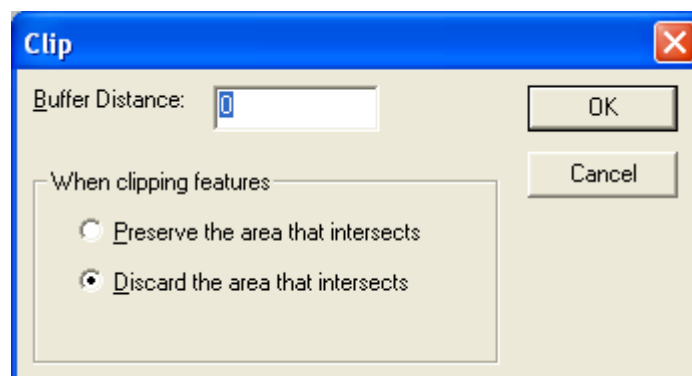 Clip
Buffer Distance: 0
OK
Cancel
When clipping features
Preserve the area that intersects
Discard the area that intersects